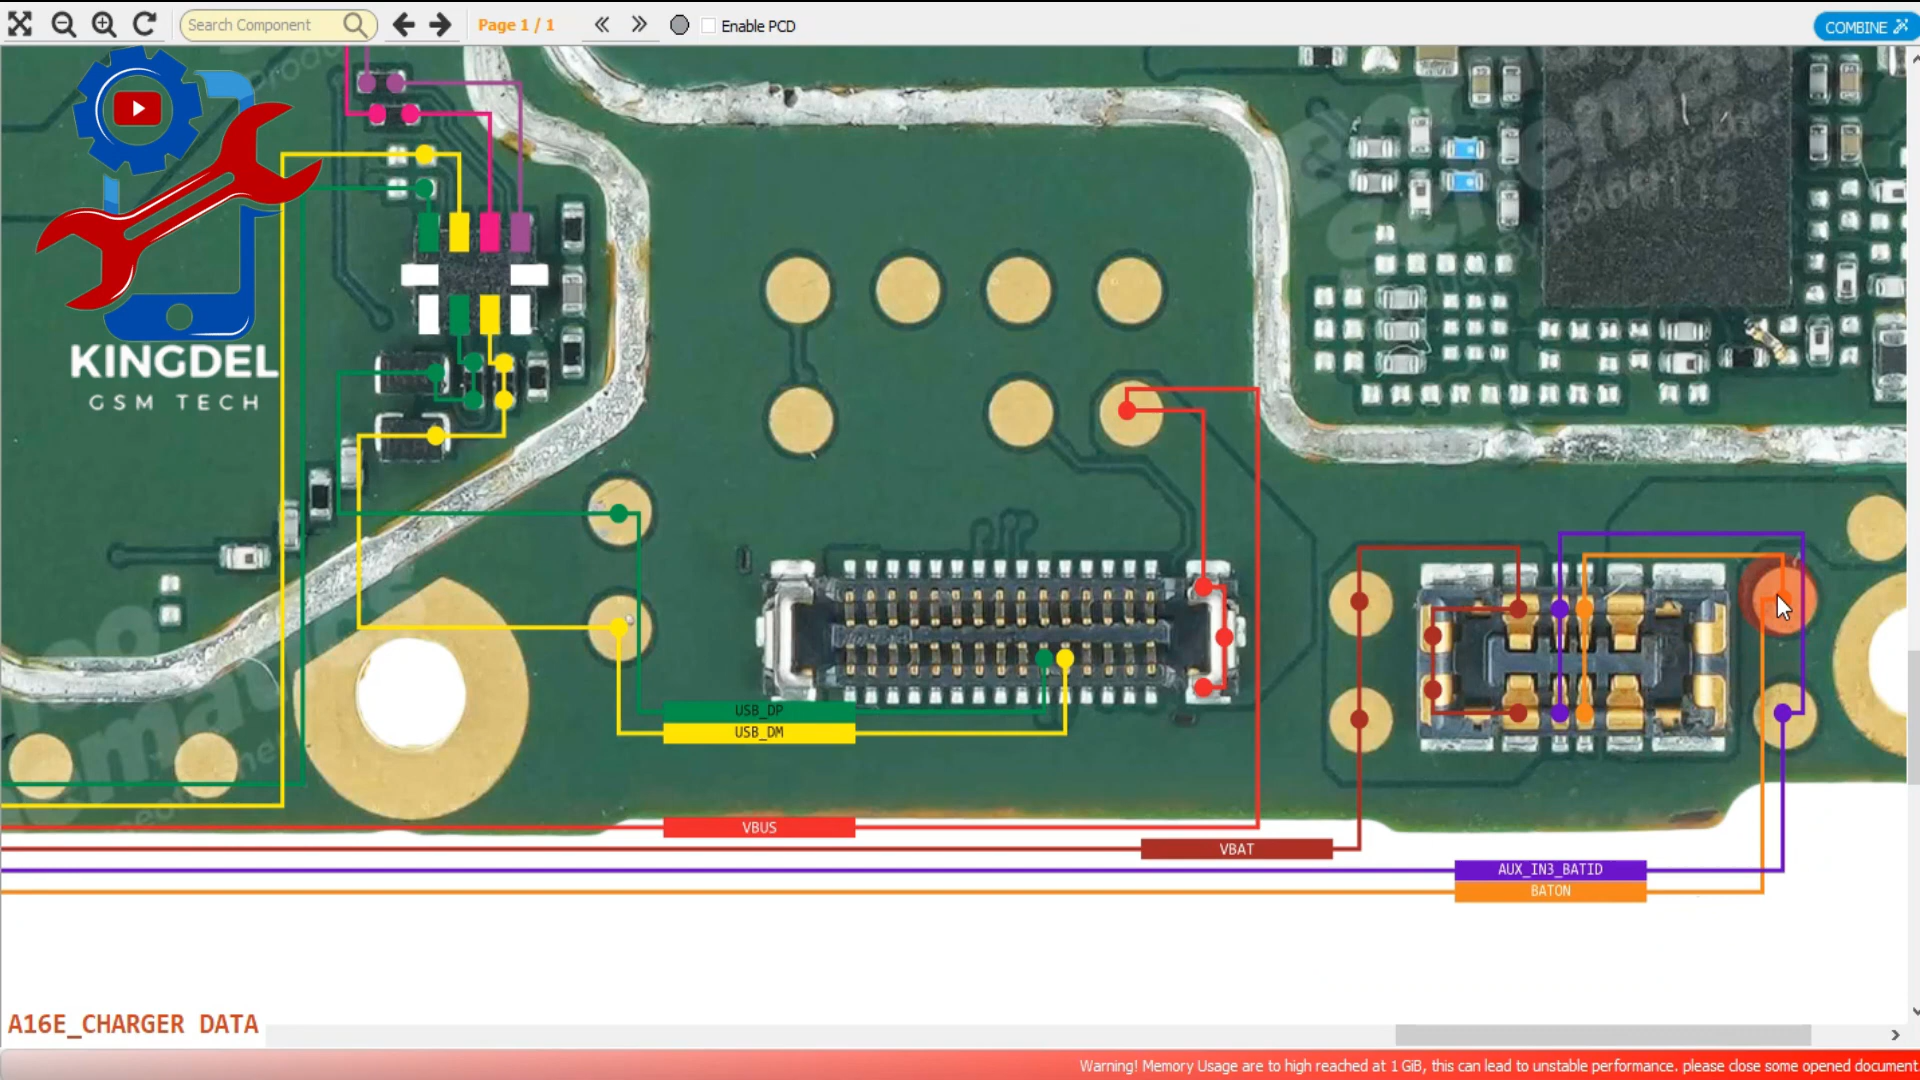 Search Component
Page 1 / 1
Enable PCD
COMBINE
KINGDEL
GSM TECH
USB_DP
USB_DM
VBUS
VBAT
AUX_IN3_BATID
BATON
A16E_CHARGER DATA
Warning! Memory Usage are to high reached at 1 GiB, this can lead to unstable performance. please close some opened document